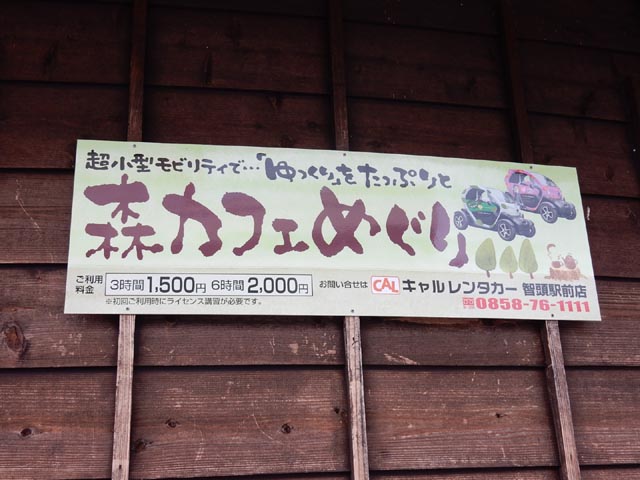 超小型モビリティで…「ゆっくり」をたっぷりと
森カフェめぐり
ご利用料金 3時間 1,500円 6時間 2,000円 お問い合せは CAL キャルレンタカー 智頭駅前店
※初回ご利用時にライセンス講習が必要です。 0858-76-1111